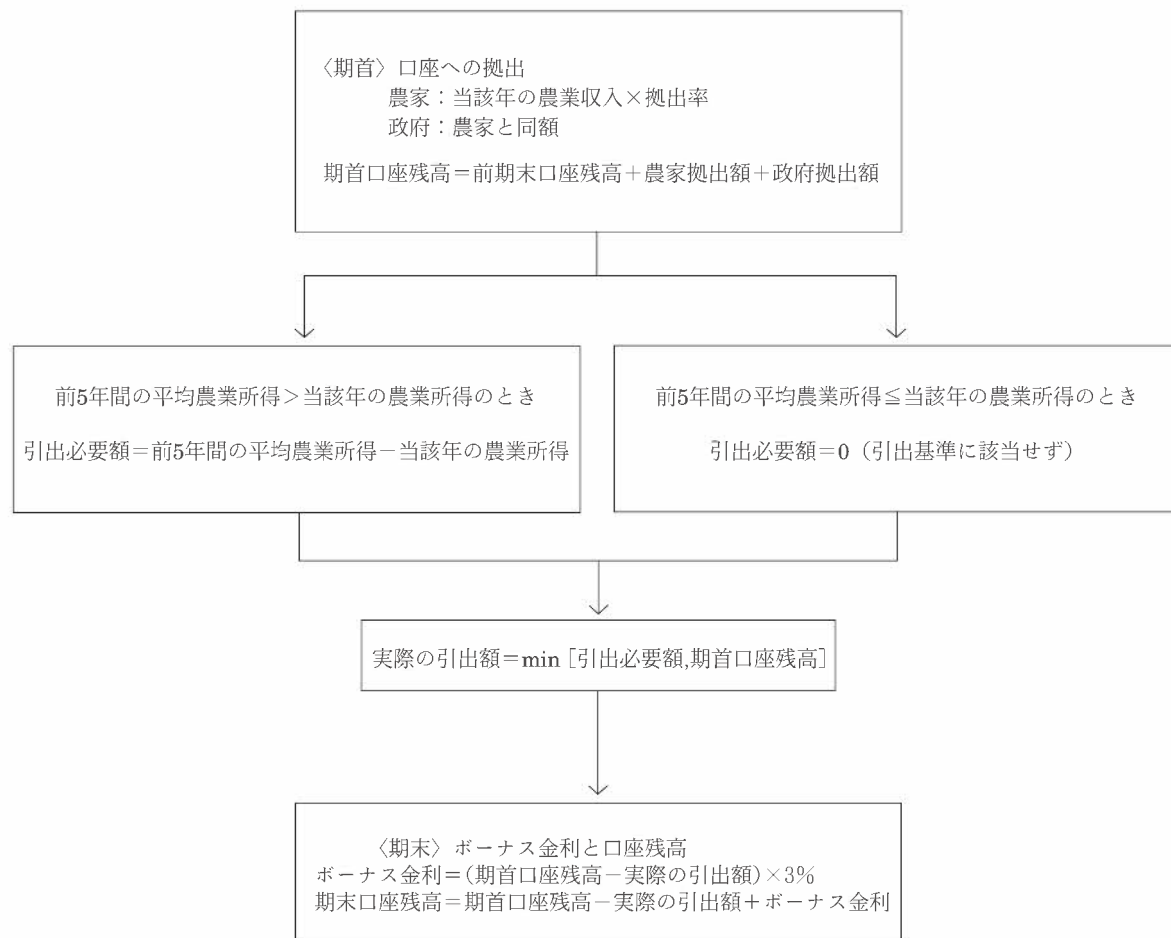 〈期首〉口座への拠出
農家：当該年の農業収入×拠出率
政府：農家と同額
期首口座残高＝前期末口座残高＋農家拠出額＋政府拠出額
前5年間の平均農業所得＞当該年の農業所得のとき
引出必要額＝前5年間の平均農業所得－当該年の農業所得
前5年間の平均農業所得≦当該年の農業所得のとき
引出必要額＝0（引出基準に該当せず）
実際の引出額＝min［引出必要額,期首口座残高］
〈期末〉ボーナス金利と口座残高
ボーナス金利＝(期首口座残高－実際の引出額)×3%
期末口座残高＝期首口座残高－実際の引出額＋ボーナス金利